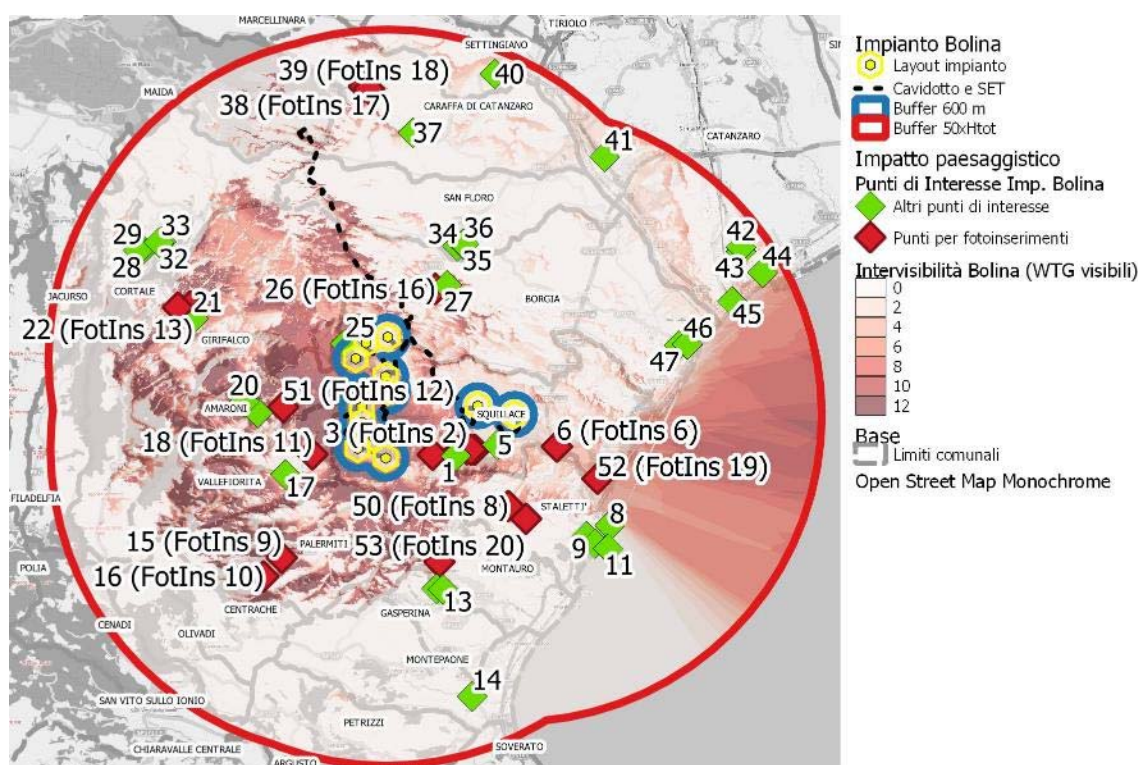 MARCELLINARA
TIRIOLO
SETTINGIANO
39 (FotIns 18)
40
MAIDA
38 (FotIns 17)
CARAFFA DI CATANZARO
37
41
CATANZARO
SAN FLORO
29
33
34
36
42
28
32
35
43
44
CORTALE
JACURSO
21
26 (FotIns 16)
27
BORGIA
45
22 (FotIns 13)
GIRIFALCO
25
46
47
20
51 (FotIns 12)
AMARONI
SQUILLACE
18 (FotIns 11)
3 (FotIns 2)
5
6 (FotIns 6)
1
52 (FotIns 19)
17
VALLEFIORITA
FILADELFIA
50 (FotIns 8)
STALETTJ'
8
15 (FotIns 9)
PALERMITI
53 (FotIns 20)
9
11
POLIA
16 (FotIns 10)
MONTAURO
CENTRACHE
13
GASPERINA
CENADI
OLIVADI
MONTEPAONE
14
SAN VITO SULLO IONIO
PETRIZZI
CHIARAVALLE CENTRALE
SOVERATO
ARGUSTO
Impianto Bolina
Layout impianto
Cavidotto e SET
Buffer 600 m
Buffer 50xHtot
Impatto paesaggistico
Punti di Interesse Imp. Bolina
Altri punti di interesse
Punti per fotoinserimenti
Intervisibilità Bolina (WTG visibili)
0
2
4
6
8
10
12
Base
Limiti comunali
Open Street Map Monochrome